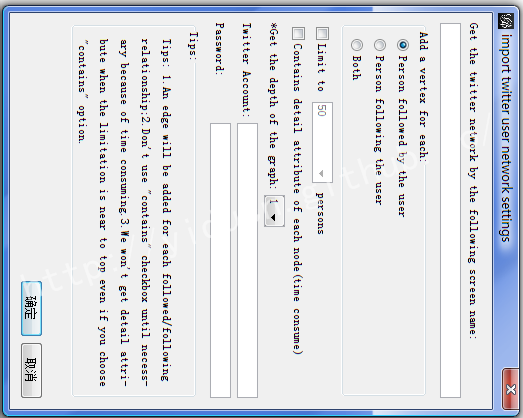 import twitter user network settings
Get the twitter network by the following screen name:
Add a vertex for each:
Person followed by the user
Person following the user
Both
Limit to 50 persons
Contains detail attribute of each node(time consume)
*Get the depth of the graph: 1
Twitter Account:
Password:
Tips:
Tips: 1.An edge will be added for each followed/following
relationship;2.Don't use "contains" checkbox until necess-
ary because of time consuming.3.We won't get detail attri-
bute when the limitation is near to top even if you choose
"contains" option.
确定 取消